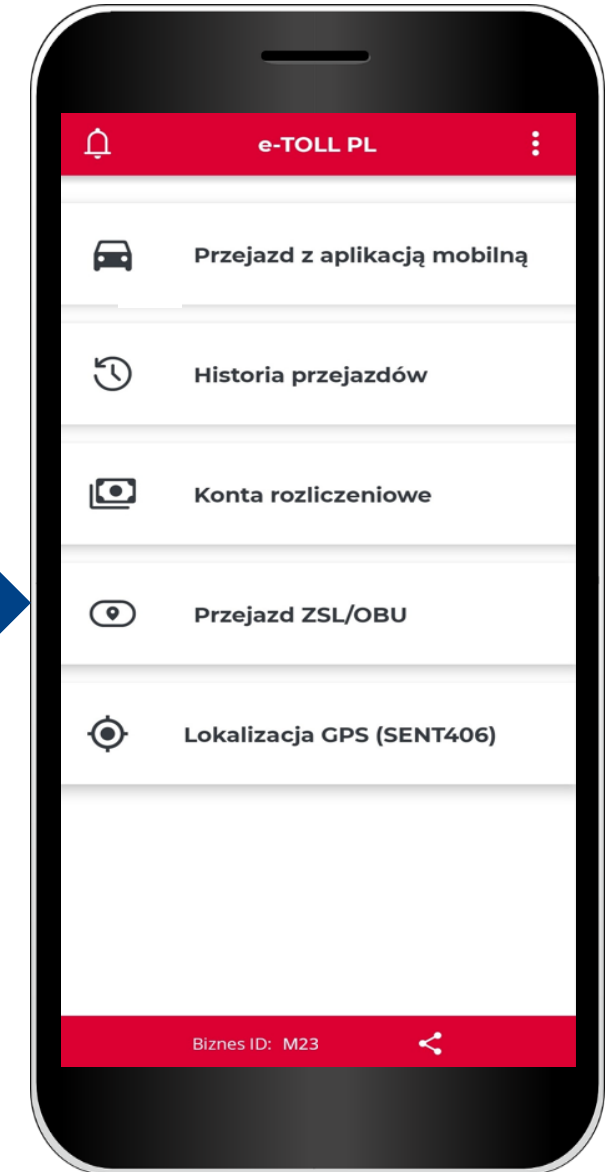 e-TOLL PL
Przejazd z aplikacją mobilną
Historia przejazdów
Konta rozliczeniowe
Przejazd ZSL/OBU
Lokalizacja GPS (SENT406)
Biznes ID: M23